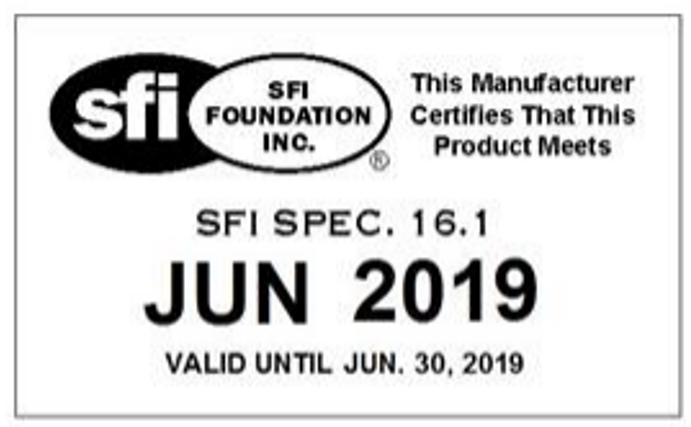 sfi
SFI
FOUNDATION
INC.
®
This Manufacturer
Certifies That This
Product Meets
SFI SPEC. 16.1
JUN 2019
VALID UNTIL JUN. 30, 2019